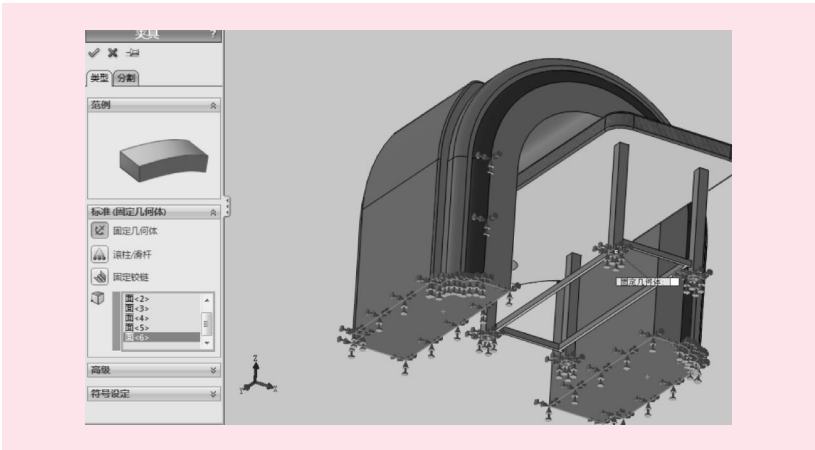 夹具 ?
类型 分割
范例
标准(固定几何体)
固定几何体
滚柱/滑杆
固定铰链
面<2>
面<3>
面<4>
面<5>
面<6>
高级
符号设定
固定几何体:
Z
Y
X